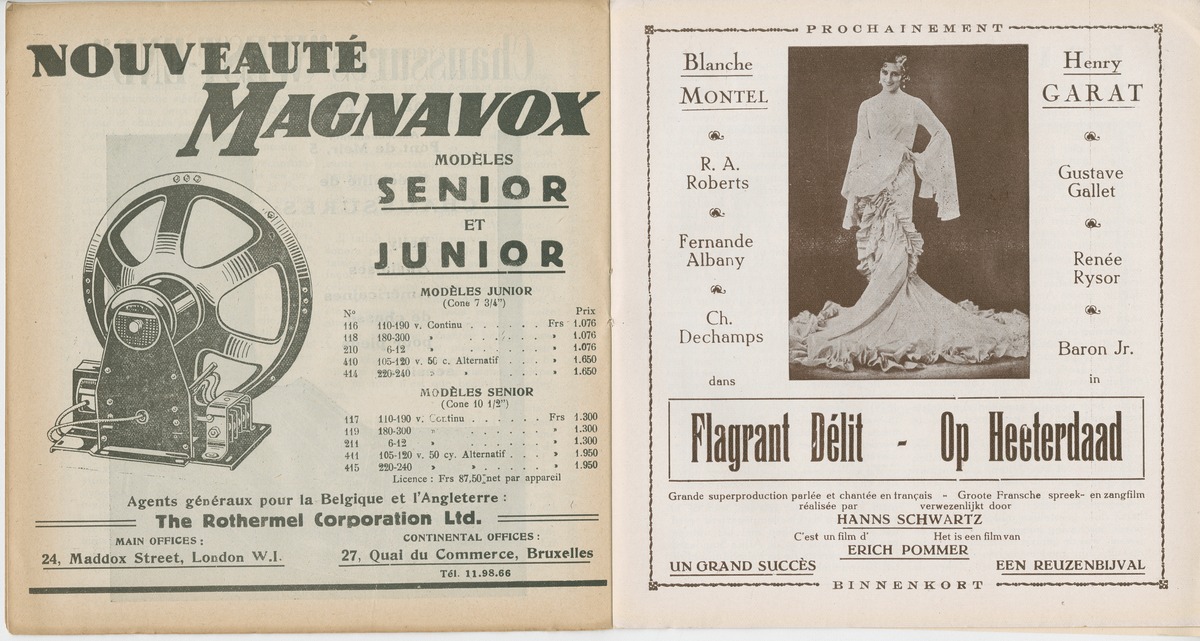 NOUVEAUTÉ
MAGNAVOX
MODÈLES
SENIOR
ET
JUNIOR
MODÈLES JUNIOR
(Cone 7 3/4")
Nº Prix
116 110-190 v. Continu . . . . . . Frs 1.076
118 180-300 » . . . . . . » 1.076
210 6-12 » . . . . . . » 1.076
410 105-120 v. 50 c. Alternatif . . . . » 1.650
414 220-240 » » . . . . » 1.650
MODÈLES SENIOR
(Cone 10 1/2")
117 110-190 v. Continu . . . . . . Frs 1.300
119 180-300 » . . . . . . » 1.300
211 6-12 » . . . . . . » 1.300
441 105-120 v. 50 cy. Alternatif . . . . » 1.950
415 220-240 » » . . . . » 1.950
Licence : Frs 87,50 net par appareil
Agents généraux pour la Belgique et l'Angleterre :
The Rothermel Corporation Ltd.
MAIN OFFICES :
24, Maddox Street, London W.I.
CONTINENTAL OFFICES :
27, Quai du Commerce, Bruxelles
Tél. 11.98.66
PROCHAINEMENT
Blanche
MONTEL
R. A.
Roberts
Fernande
Albany
Ch.
Dechamps
dans
Henry
GARAT
Gustave
Gallet
Renée
Rysor
Baron Jr.
in
Flagrant Délit - Op Heeterdaad
Grande superproduction parlée et chantée en français - Groote Fransche spreek- en zangfilm
réalisée par verwezenlijkt door
HANNS SCHWARTZ
C'est un film d' Het is een film van
ERICH POMMER
UN GRAND SUCCÈS EEN REUZENBIJVAL
BINNENKORT